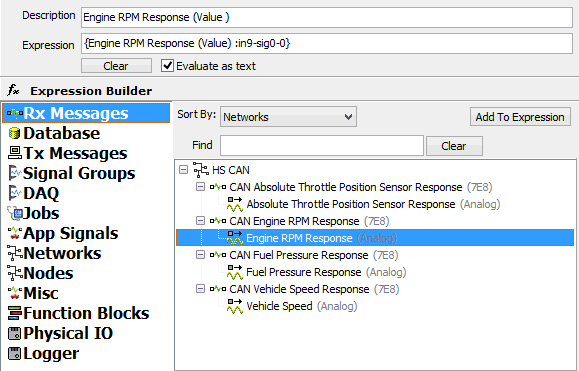 Description Engine RPM Response (Value )
Expression {Engine RPM Response (Value) :in9-sig0-0}
Clear Evaluate as text
fx Expression Builder
Rx Messages
Database
Tx Messages
Signal Groups
DAQ
Jobs
App Signals
Networks
Nodes
Misc
Function Blocks
Physical IO
Logger
Sort By: Networks Add To Expression
Find Clear
HS CAN
CAN Absolute Throttle Position Sensor Response (7E8)
Absolute Throttle Position Sensor Response (Analog)
CAN Engine RPM Response (7E8)
Engine RPM Response (Analog)
CAN Fuel Pressure Response (7E8)
Fuel Pressure Response (Analog)
CAN Vehicle Speed Response (7E8)
Vehicle Speed (Analog)